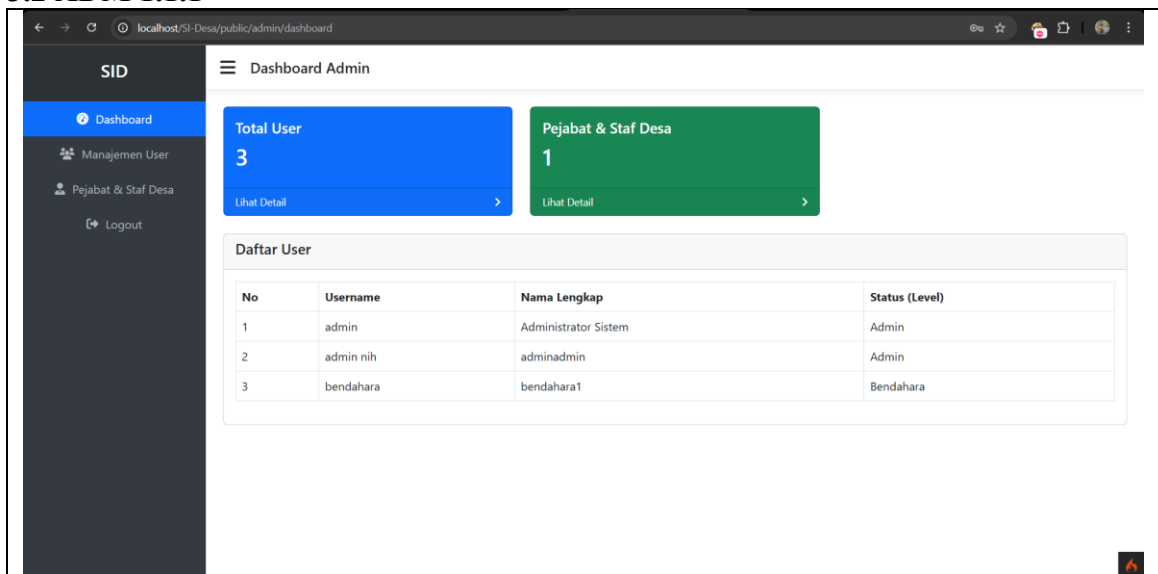 localhost/SI-Desa/public/admin/dashboard
SID
Dashboard Admin
Dashboard
Manajemen User
Pejabat & Staf Desa
Logout
Total User
3
Lihat Detail
Pejabat & Staf Desa
1
Lihat Detail
Daftar User
No Username Nama Lengkap Status (Level)
1 admin Administrator Sistem Admin
2 admin nih adminadmin Admin
3 bendahara bendahara1 Bendahara